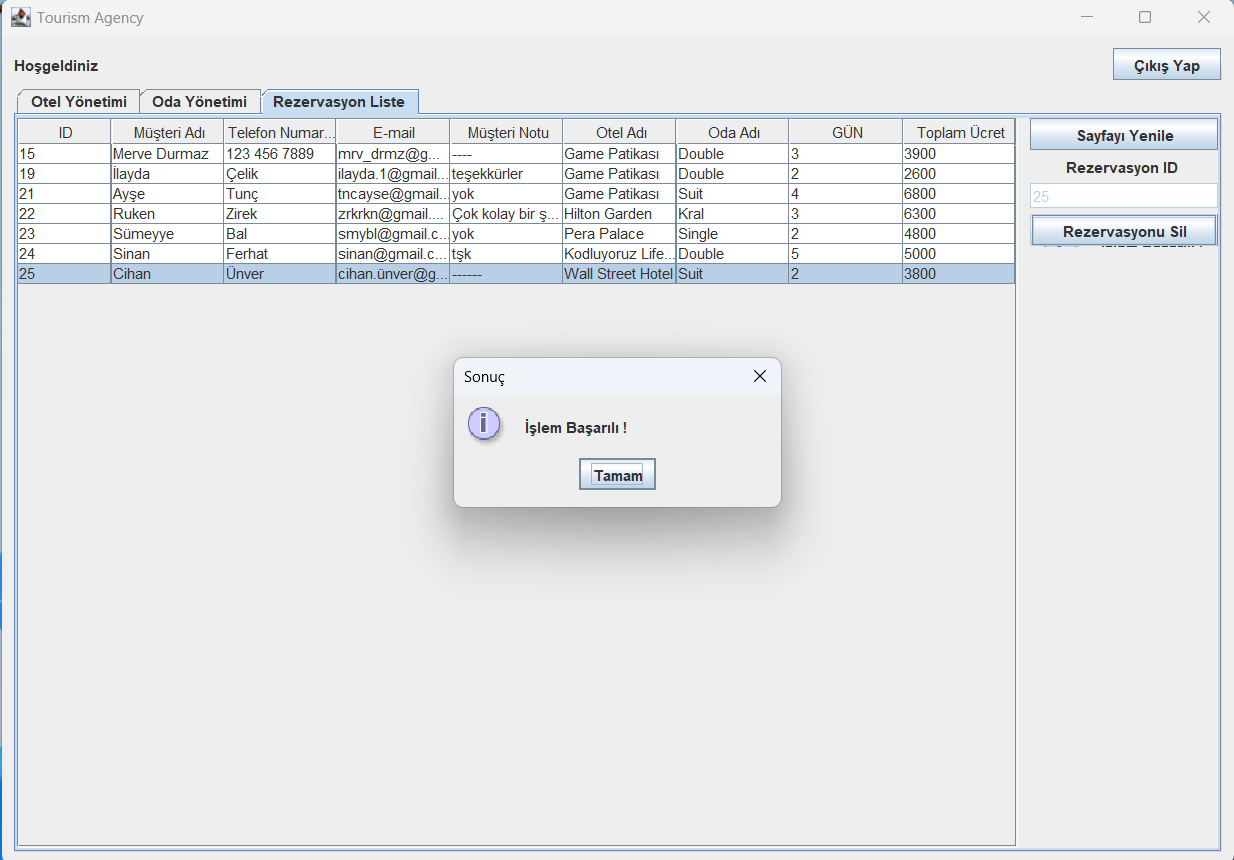 Tourism Agency
Hoşgeldiniz
Çıkış Yap
Otel Yönetimi Oda Yönetimi Rezervasyon Liste
ID Müşteri Adı Telefon Numar... E-mail Müşteri Notu Otel Adı Oda Adı GÜN Toplam Ücret
15 Merve Durmaz 123 456 7889 mrv_drmz@g... ---- Game Patikası Double 3 3900
19 İlayda Çelik ilayda.1@gmail... teşekkürler Game Patikası Double 2 2600
21 Ayşe Tunç tncayse@gmail... yok Game Patikası Suit 4 6800
22 Ruken Zirek zrkrkn@gmail.... Çok kolay bir ş... Hilton Garden Kral 3 6300
23 Sümeyye Bal smybl@gmail.c... yok Pera Palace Single 2 4800
24 Sinan Ferhat sinan@gmail.c... tşk Kodluyoruz Life... Double 5 5000
25 Cihan Ünver cihan.ünver@g... ------ Wall Street Hotel Suit 2 3800
Sayfayı Yenile
Rezervasyon ID
25
Rezervasyonu Sil
Sonuç
İşlem Başarılı !
Tamam